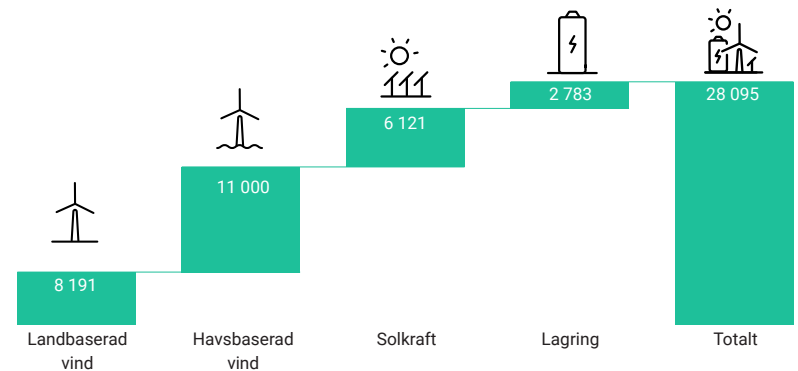 2 783
28 095
6 121
11 000
8 191
Landbaserad
vind
Havsbaserad
vind
Solkraft
Lagring
Totalt